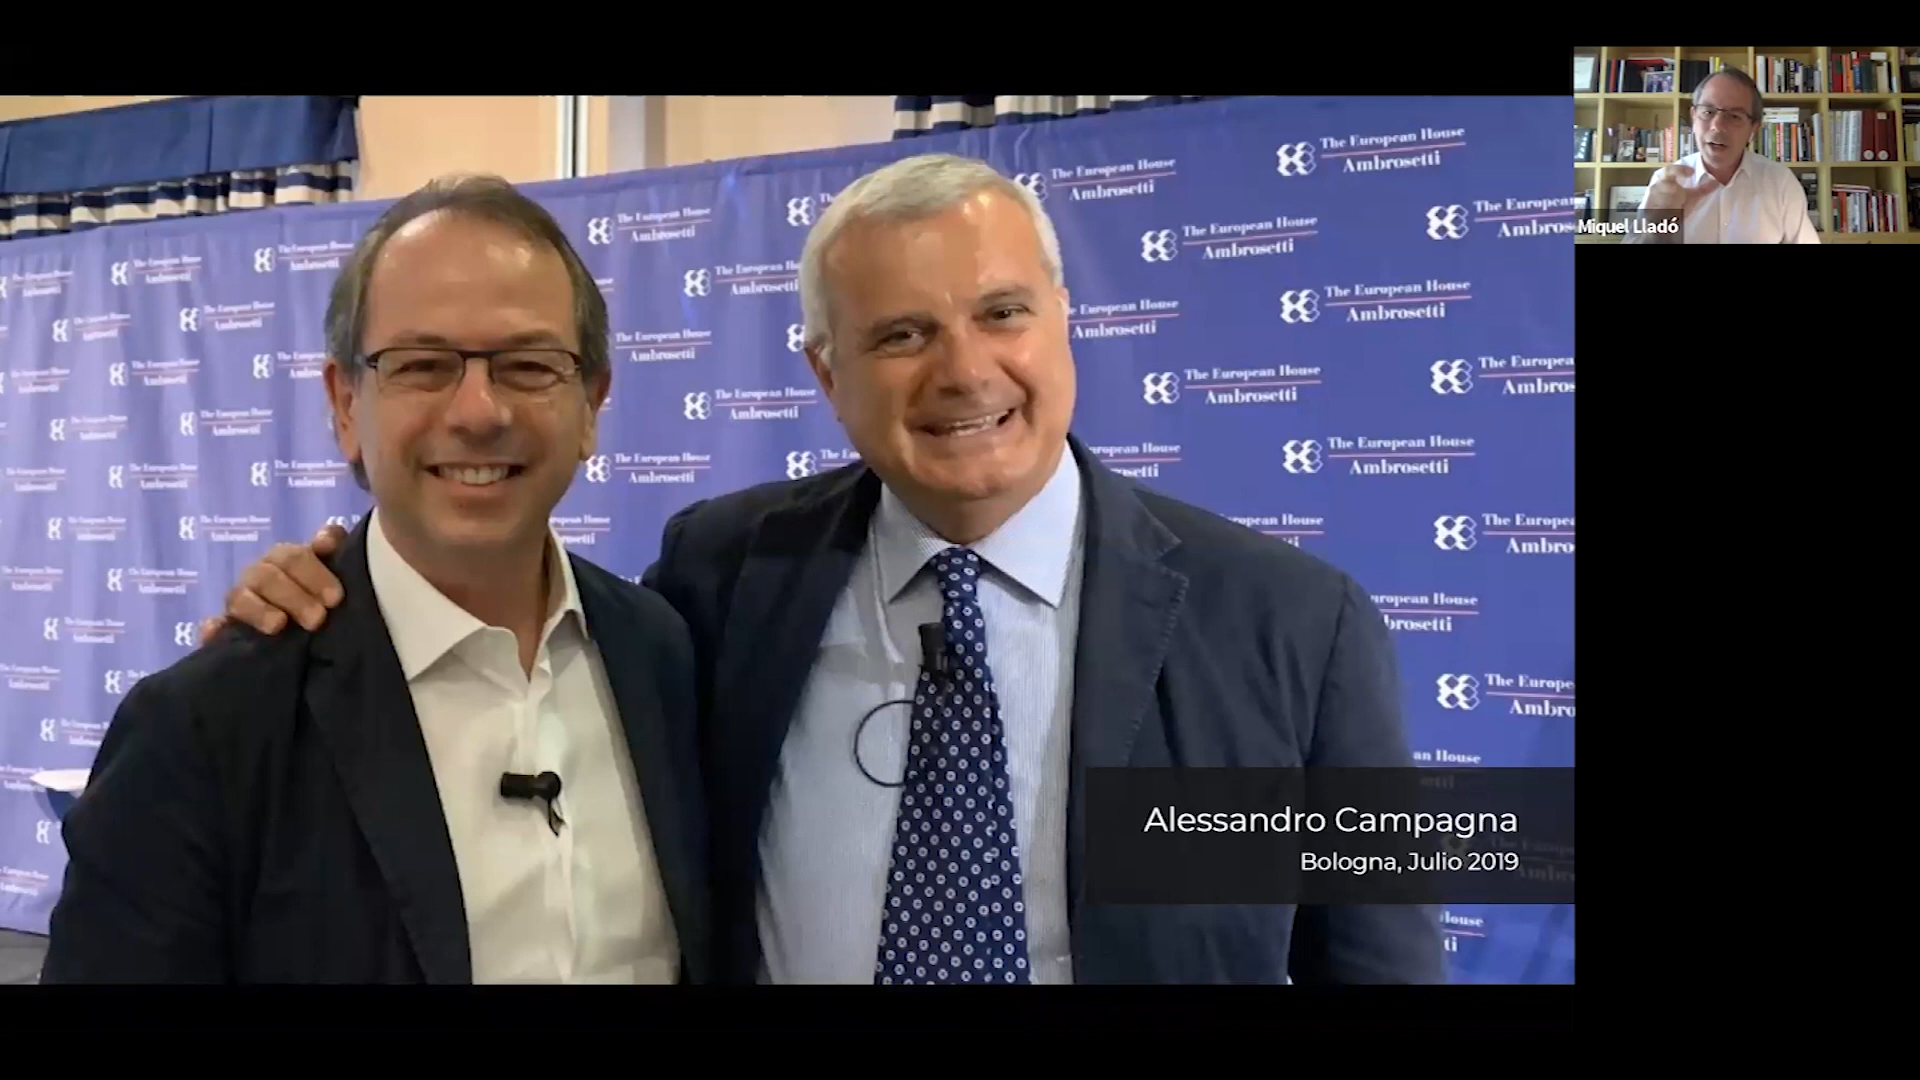 The European House
Ambrosetti
Miquel Lladó
Alessandro Campagna
Bologna, Julio 2019